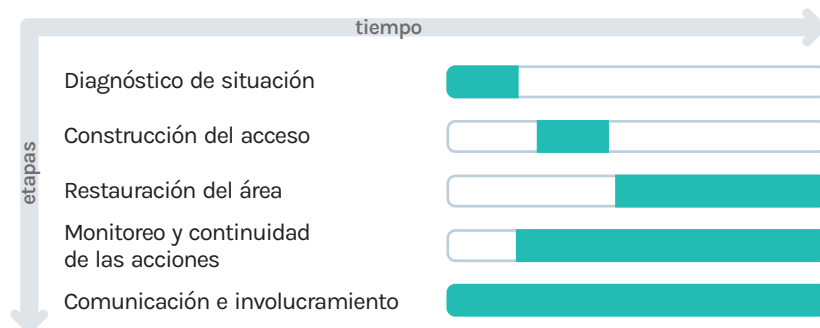 tiempo
etapas
Diagnóstico de situación
Construcción del acceso
Restauración del área
Monitoreo y continuidad
de las acciones
Comunicación e involucramiento